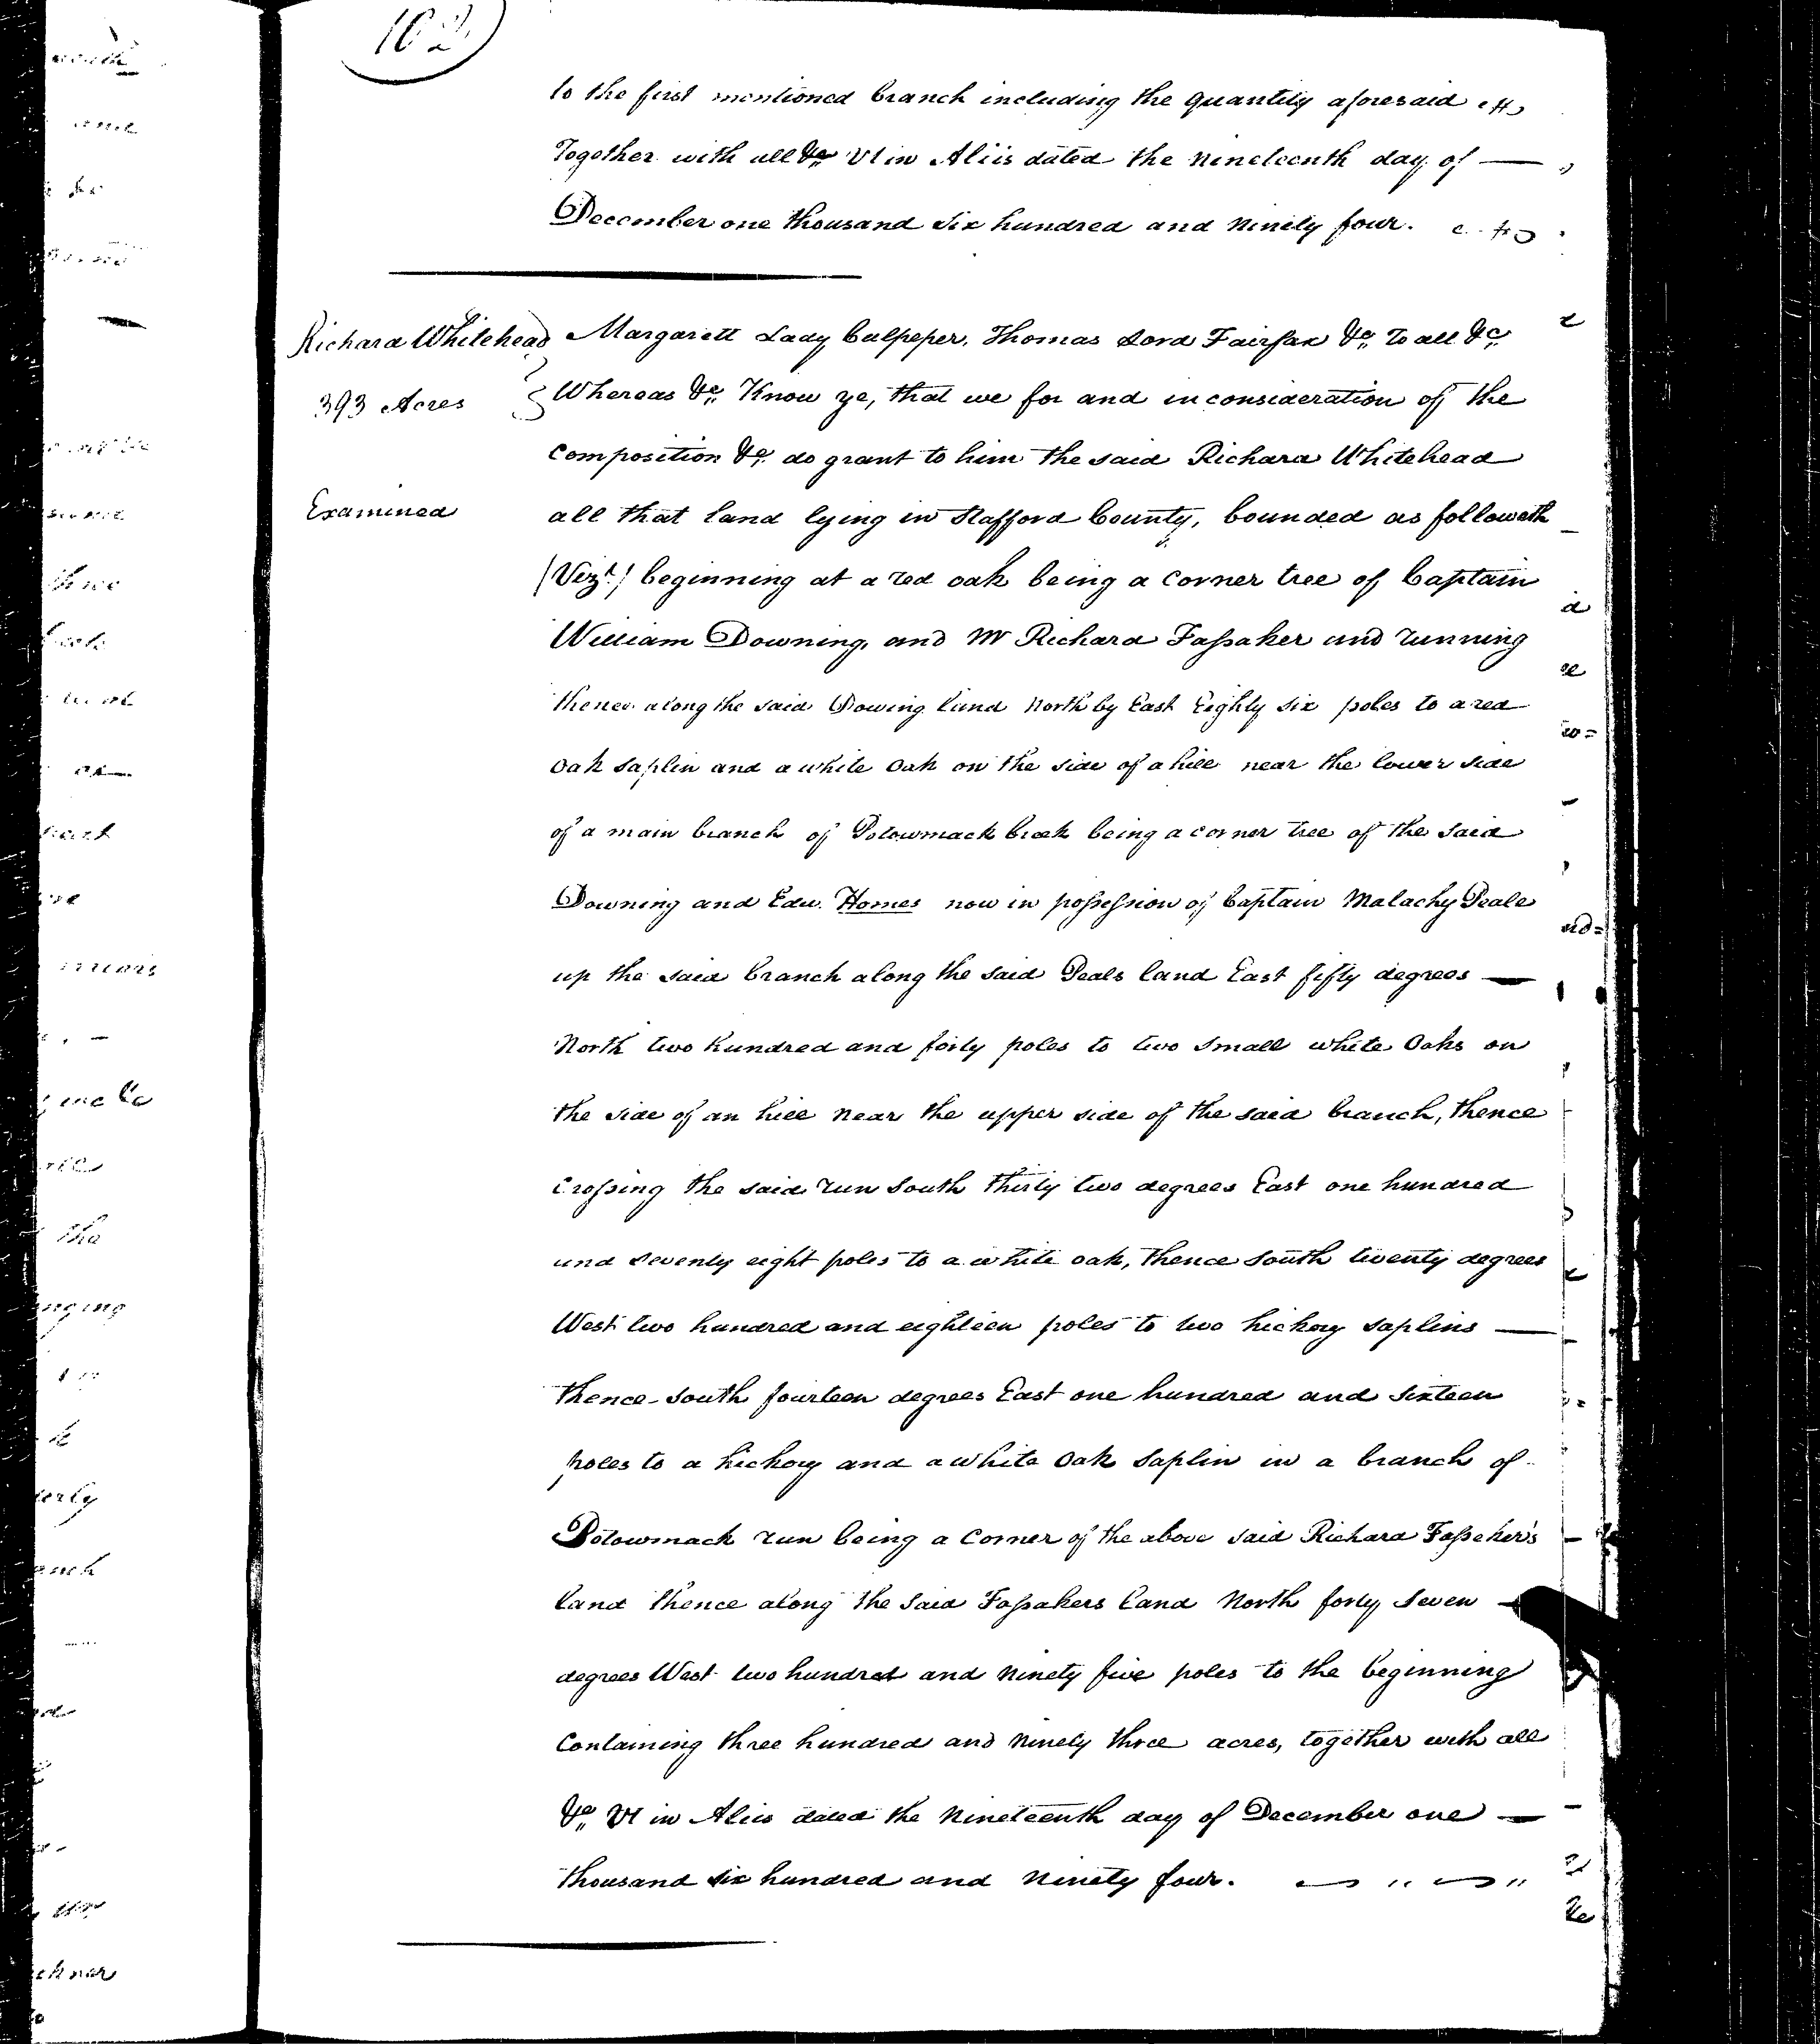 162
to the first mentioned branch including the quantity aforesaid
Together with all &c Ut in Aliis dated the nineteenth day of —
December one thousand six hundred and ninety four.
Richard Whitehead
393 Acres
Examined
Margarett Lady Culpeper, Thomas Lord Fairfax &c To all &c
Whereas &c Know ye, that we for and in consideration of the
Composition &c do grant to him the said Richard Whitehead
all that land lying in Stafford County, bounded as followeth
(Vizt) beginning at a red oak being a corner tree of Captain
William Downing, and Mr Richard Fassaker and running
thence along the said Dowing land North by East Eighty six poles to a red
Oak saplin and a white Oak on the side of a hill near the lower side
of a main branch of Potowmack Creek being a corner tree of the said
Downing and Edw. Homes now in possession of Captain Malachy Peale
up the said branch along the said Peals land East fifty degrees —
North two hundred and forty poles to two small white Oaks on
the side of an hill near the upper side of the said branch, thence
Crossing the said run South thirty two degrees East one hundred
and seventy eight poles to a white oak, thence South twenty degrees
West two hundred and eighteen poles to two hickory saplins —
thence South fourteen degrees East one hundred and sixteen
poles to a hickory and a white Oak saplin in a branch of
Potowmack run being a Corner of the above said Richard Fasseker's
land thence along the said Fassakers land North forty seven —
degrees West two hundred and ninety five poles to the beginning
Containing three hundred and ninety three acres, together with all
&c Ut in Aliis dated the nineteenth day of December one —
thousand six hundred and ninety four.